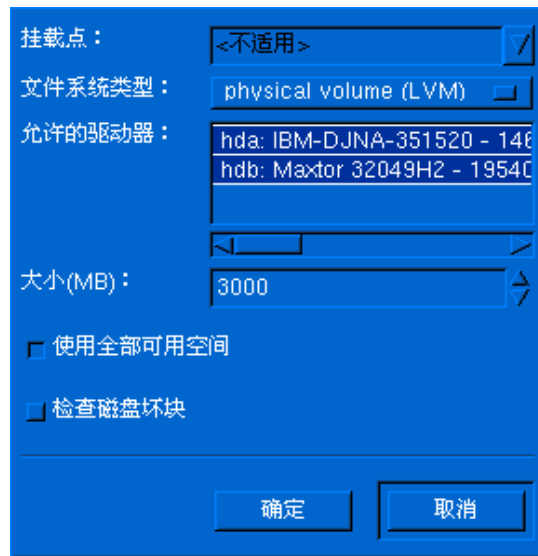 挂载点：
<不适用>
文件系统类型：
physical volume (LVM)
允许的驱动器：
hda: IBM-DJNA-351520 - 146
hdb: Maxtor 32049H2 - 19540
大小(MB)：
3000
使用全部可用空间
检查磁盘坏块
确定
取消